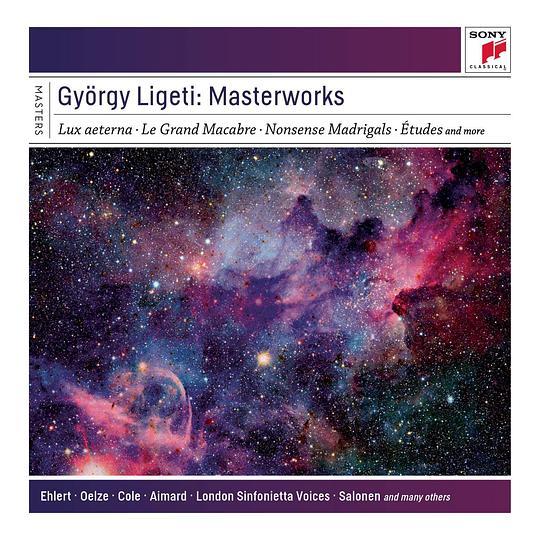 SONY
CLASSICAL
MASTERS
György Ligeti: Masterworks
Lux aeterna · Le Grand Macabre · Nonsense Madrigals · Études and more
Ehlert · Oelze · Cole · Aimard · London Sinfonietta Voices · Salonen and many others